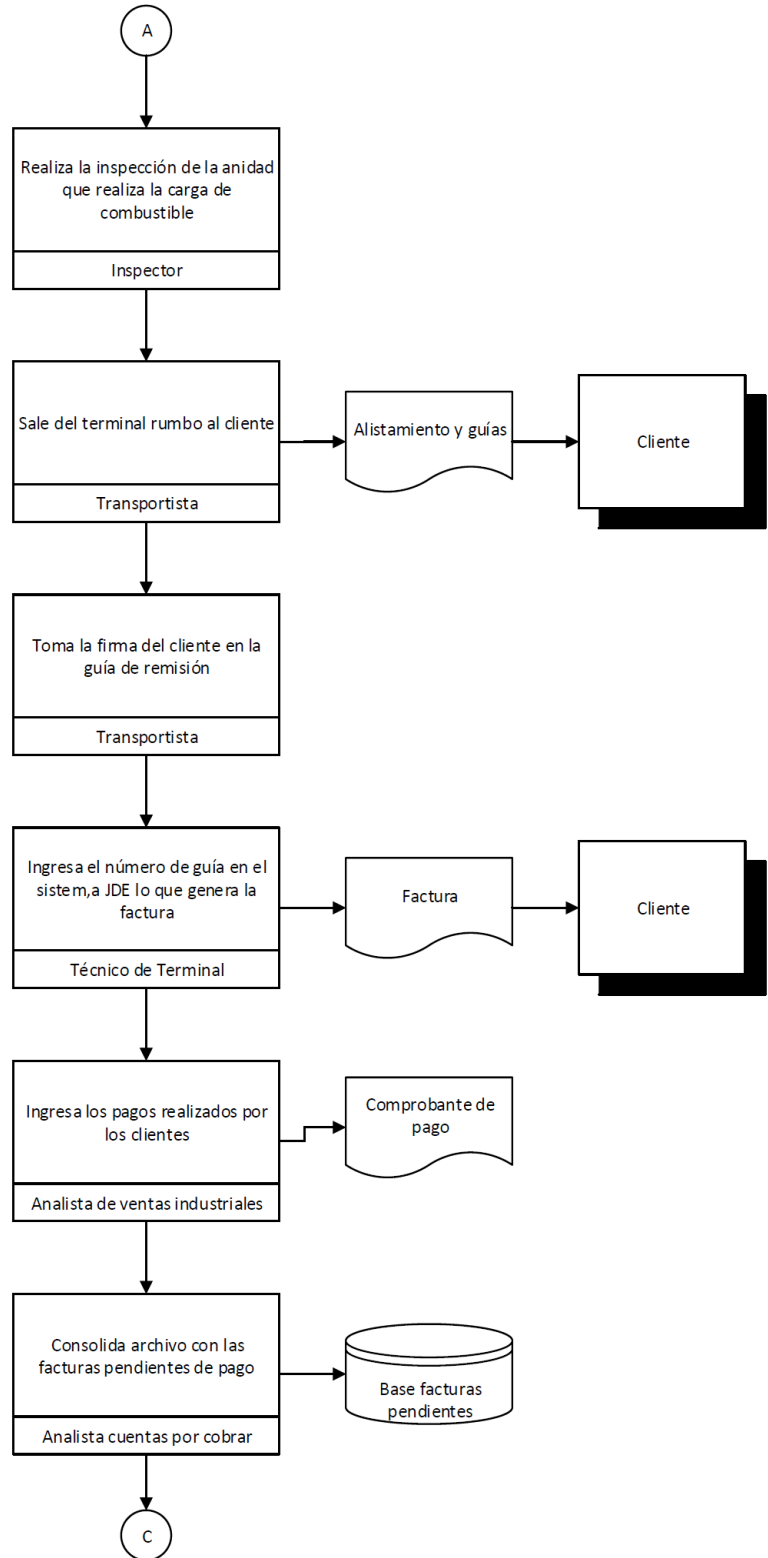 A
Realiza la inspección de la anidad
que realiza la carga de
combustible
Inspector
Sale del terminal rumbo al cliente
Transportista
Alistamiento y guías
Cliente
Toma la firma del cliente en la
guía de remisión
Transportista
Ingresa el número de guía en el
sistem,a JDE lo que genera la
factura
Técnico de Terminal
Factura
Cliente
Ingresa los pagos realizados por
los clientes
Analista de ventas industriales
Comprobante de
pago
Consolida archivo con las
facturas pendientes de pago
Analista cuentas por cobrar
Base facturas
pendientes
C